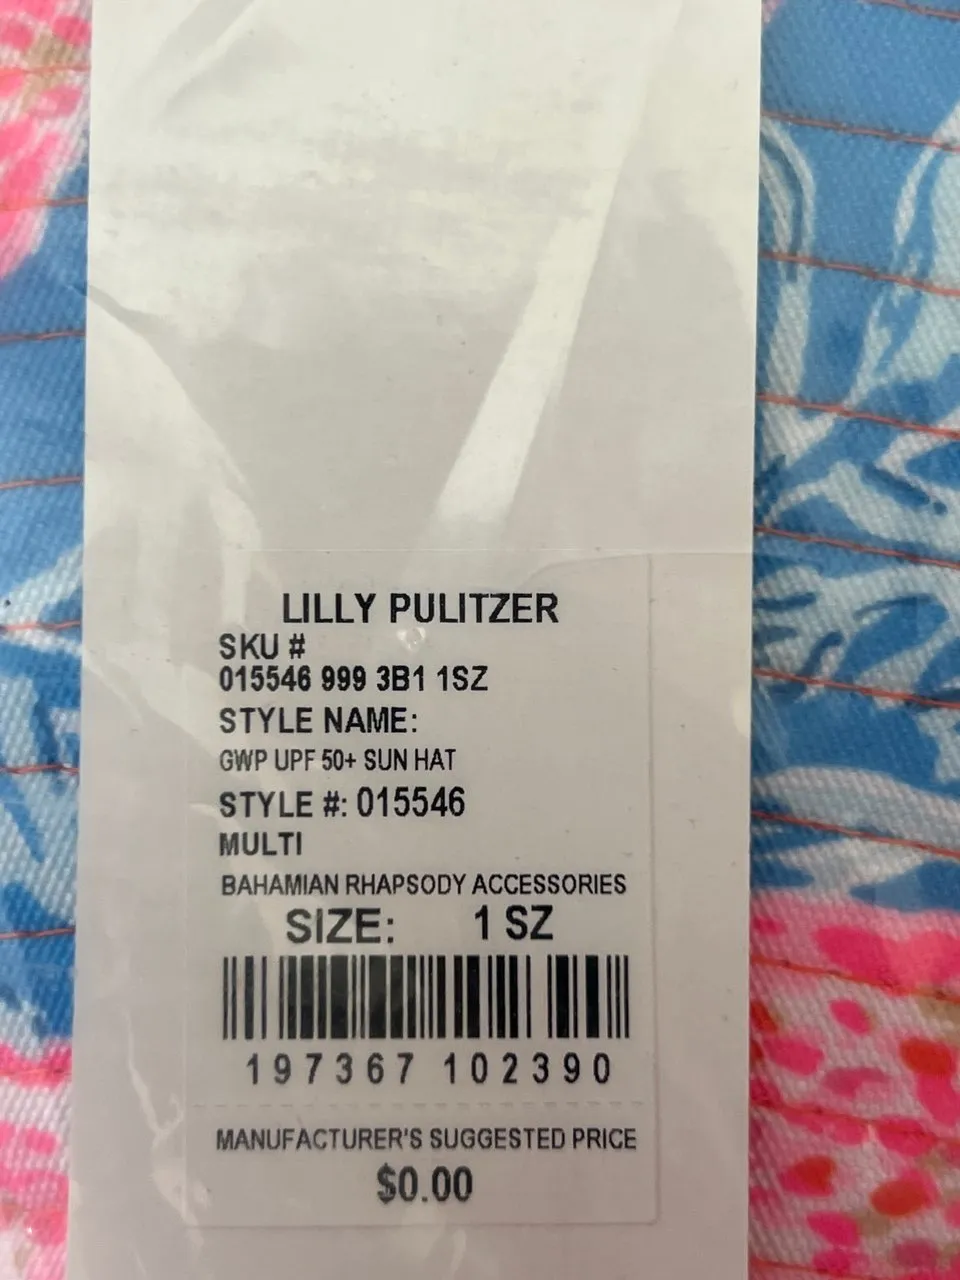 LILLY PULITZER
SKU #
015546 999 3B1 1SZ
STYLE NAME:
GWP UPF 50+ SUN HAT
STYLE #: 015546
MULTI
BAHAMIAN RHAPSODY ACCESSORIES
SIZE: 1 SZ
197367 102390
MANUFACTURER'S SUGGESTED PRICE
$0.00